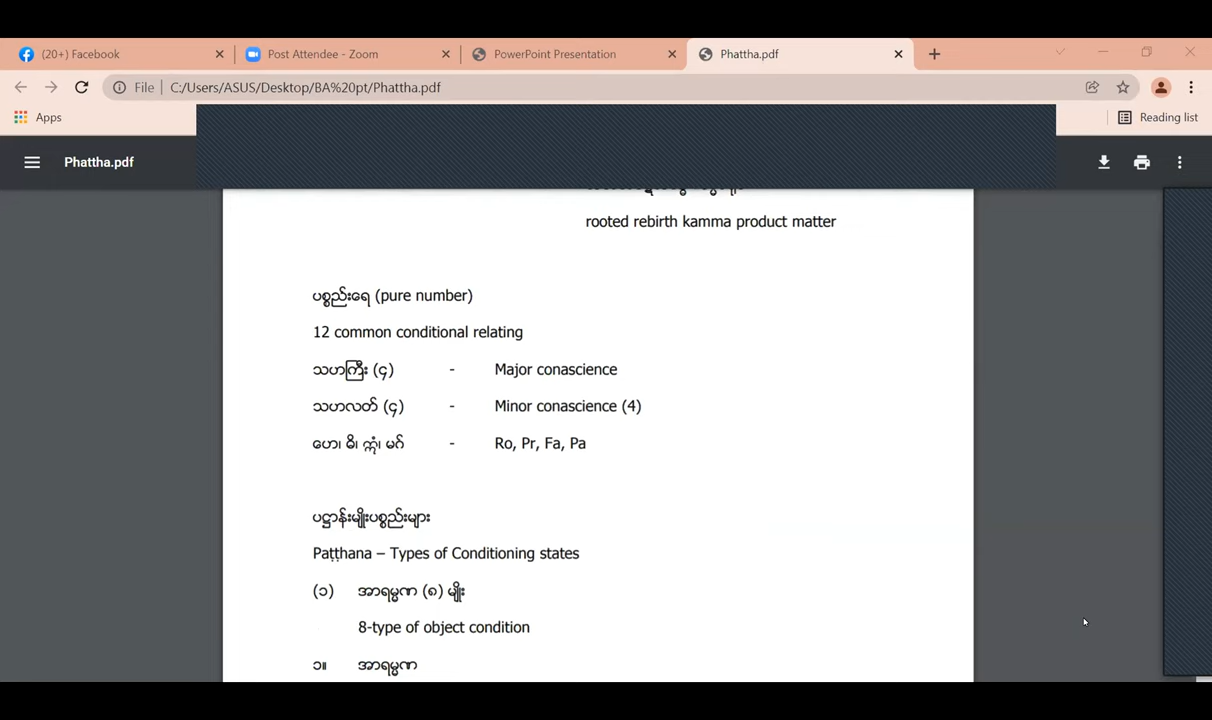 (20+) Facebook
Post Attendee - Zoom
PowerPoint Presentation
Phattha.pdf
File C:/Users/ASUS/Desktop/BA%20pt/Phattha.pdf
Apps
Reading list
Phattha.pdf
rooted rebirth kamma product matter
ပစ္စည်းရေ (pure number)
12 common conditional relating
သဟကြီး (၄) - Major conascience
သဟလတ် (၄) - Minor conascience (4)
ဟေ၊ ဓိ၊ ဣံ၊ မဂ် - Ro, Pr, Fa, Pa
ပဋ္ဌာန်းမျိုးပစ္စည်းများ
Paṭṭhana – Types of Conditioning states
(၁) အာရမ္မဏ (၈) မျိုး
8-type of object condition
၁။ အာရမ္မဏ